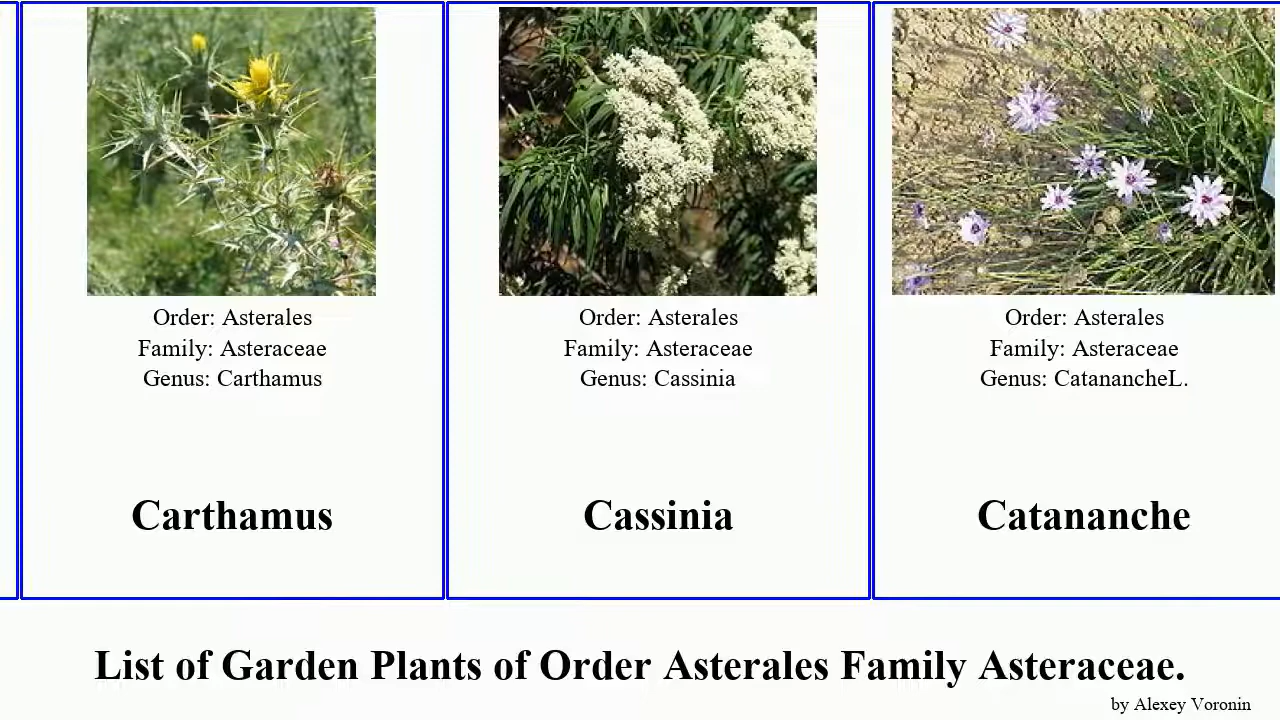 Order: Asterales
Family: Asteraceae
Genus: Carthamus
Carthamus
Order: Asterales
Family: Asteraceae
Genus: Cassinia
Cassinia
Order: Asterales
Family: Asteraceae
Genus: CatanancheL.
Catananche
List of Garden Plants of Order Asterales Family Asteraceae.
by Alexey Voronin